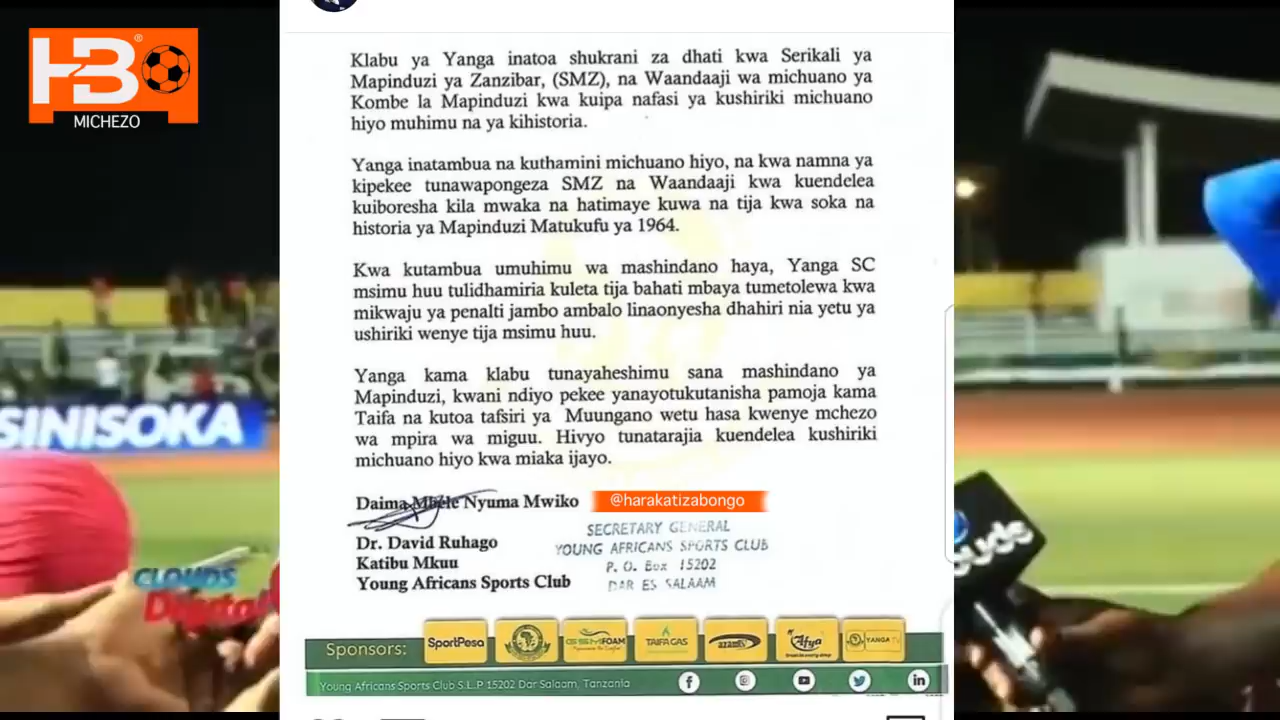 HBO
MICHEZO
Klabu ya Yanga inatoa shukrani za dhati kwa Serikali ya
Mapinduzi ya Zanzibar, (SMZ), na Waandaaji wa michuano ya
Kombe la Mapinduzi kwa kuipa nafasi ya kushiriki michuano
hiyo muhimu na ya kihistoria.
Yanga inatambua na kuthamini michuano hiyo, na kwa namna ya
kipekee tunawapongeza SMZ na Waandaaji kwa kuendelea
kuiboresha kila mwaka na hatimaye kuwa na tija kwa soka na
historia ya Mapinduzi Matukufu ya 1964.
Kwa kutambua umuhimu wa mashindano haya, Yanga SC
msimu huu tulidhamiria kuleta tija bahati mbaya tumetolewa kwa
mikwaju ya penalti jambo ambalo linaonyesha dhahiri nia yetu ya
ushiriki wenye tija msimu huu.
Yanga kama klabu tunayaheshimu sana mashindano ya
Mapinduzi, kwani ndiyo pekee yanayotukutanisha pamoja kama
Taifa na kutoa tafsiri ya Muungano wetu hasa kwenye mchezo
wa mpira wa miguu. Hivyo tunatarajia kuendelea kushiriki
michuano hiyo kwa miaka ijayo.
Daima Mbele Nyuma Mwiko
@harakatizabongo
Dr. David Ruhago
Katibu Mkuu
Young Africans Sports Club
SECRETARY GENERAL
YOUNG AFRICANS SPORTS CLUB
P. O. Box 15202
DAR ES SALAAM
Sponsors:
SportPesa
GSM FOAM
TAIFA GAS
azam tv
Afya
YANGA TV
Young Africans Sports Club S.L.P 15202 Dar Salaam, Tanzania
SINISOKA
CLOUDS
Digital
ouds